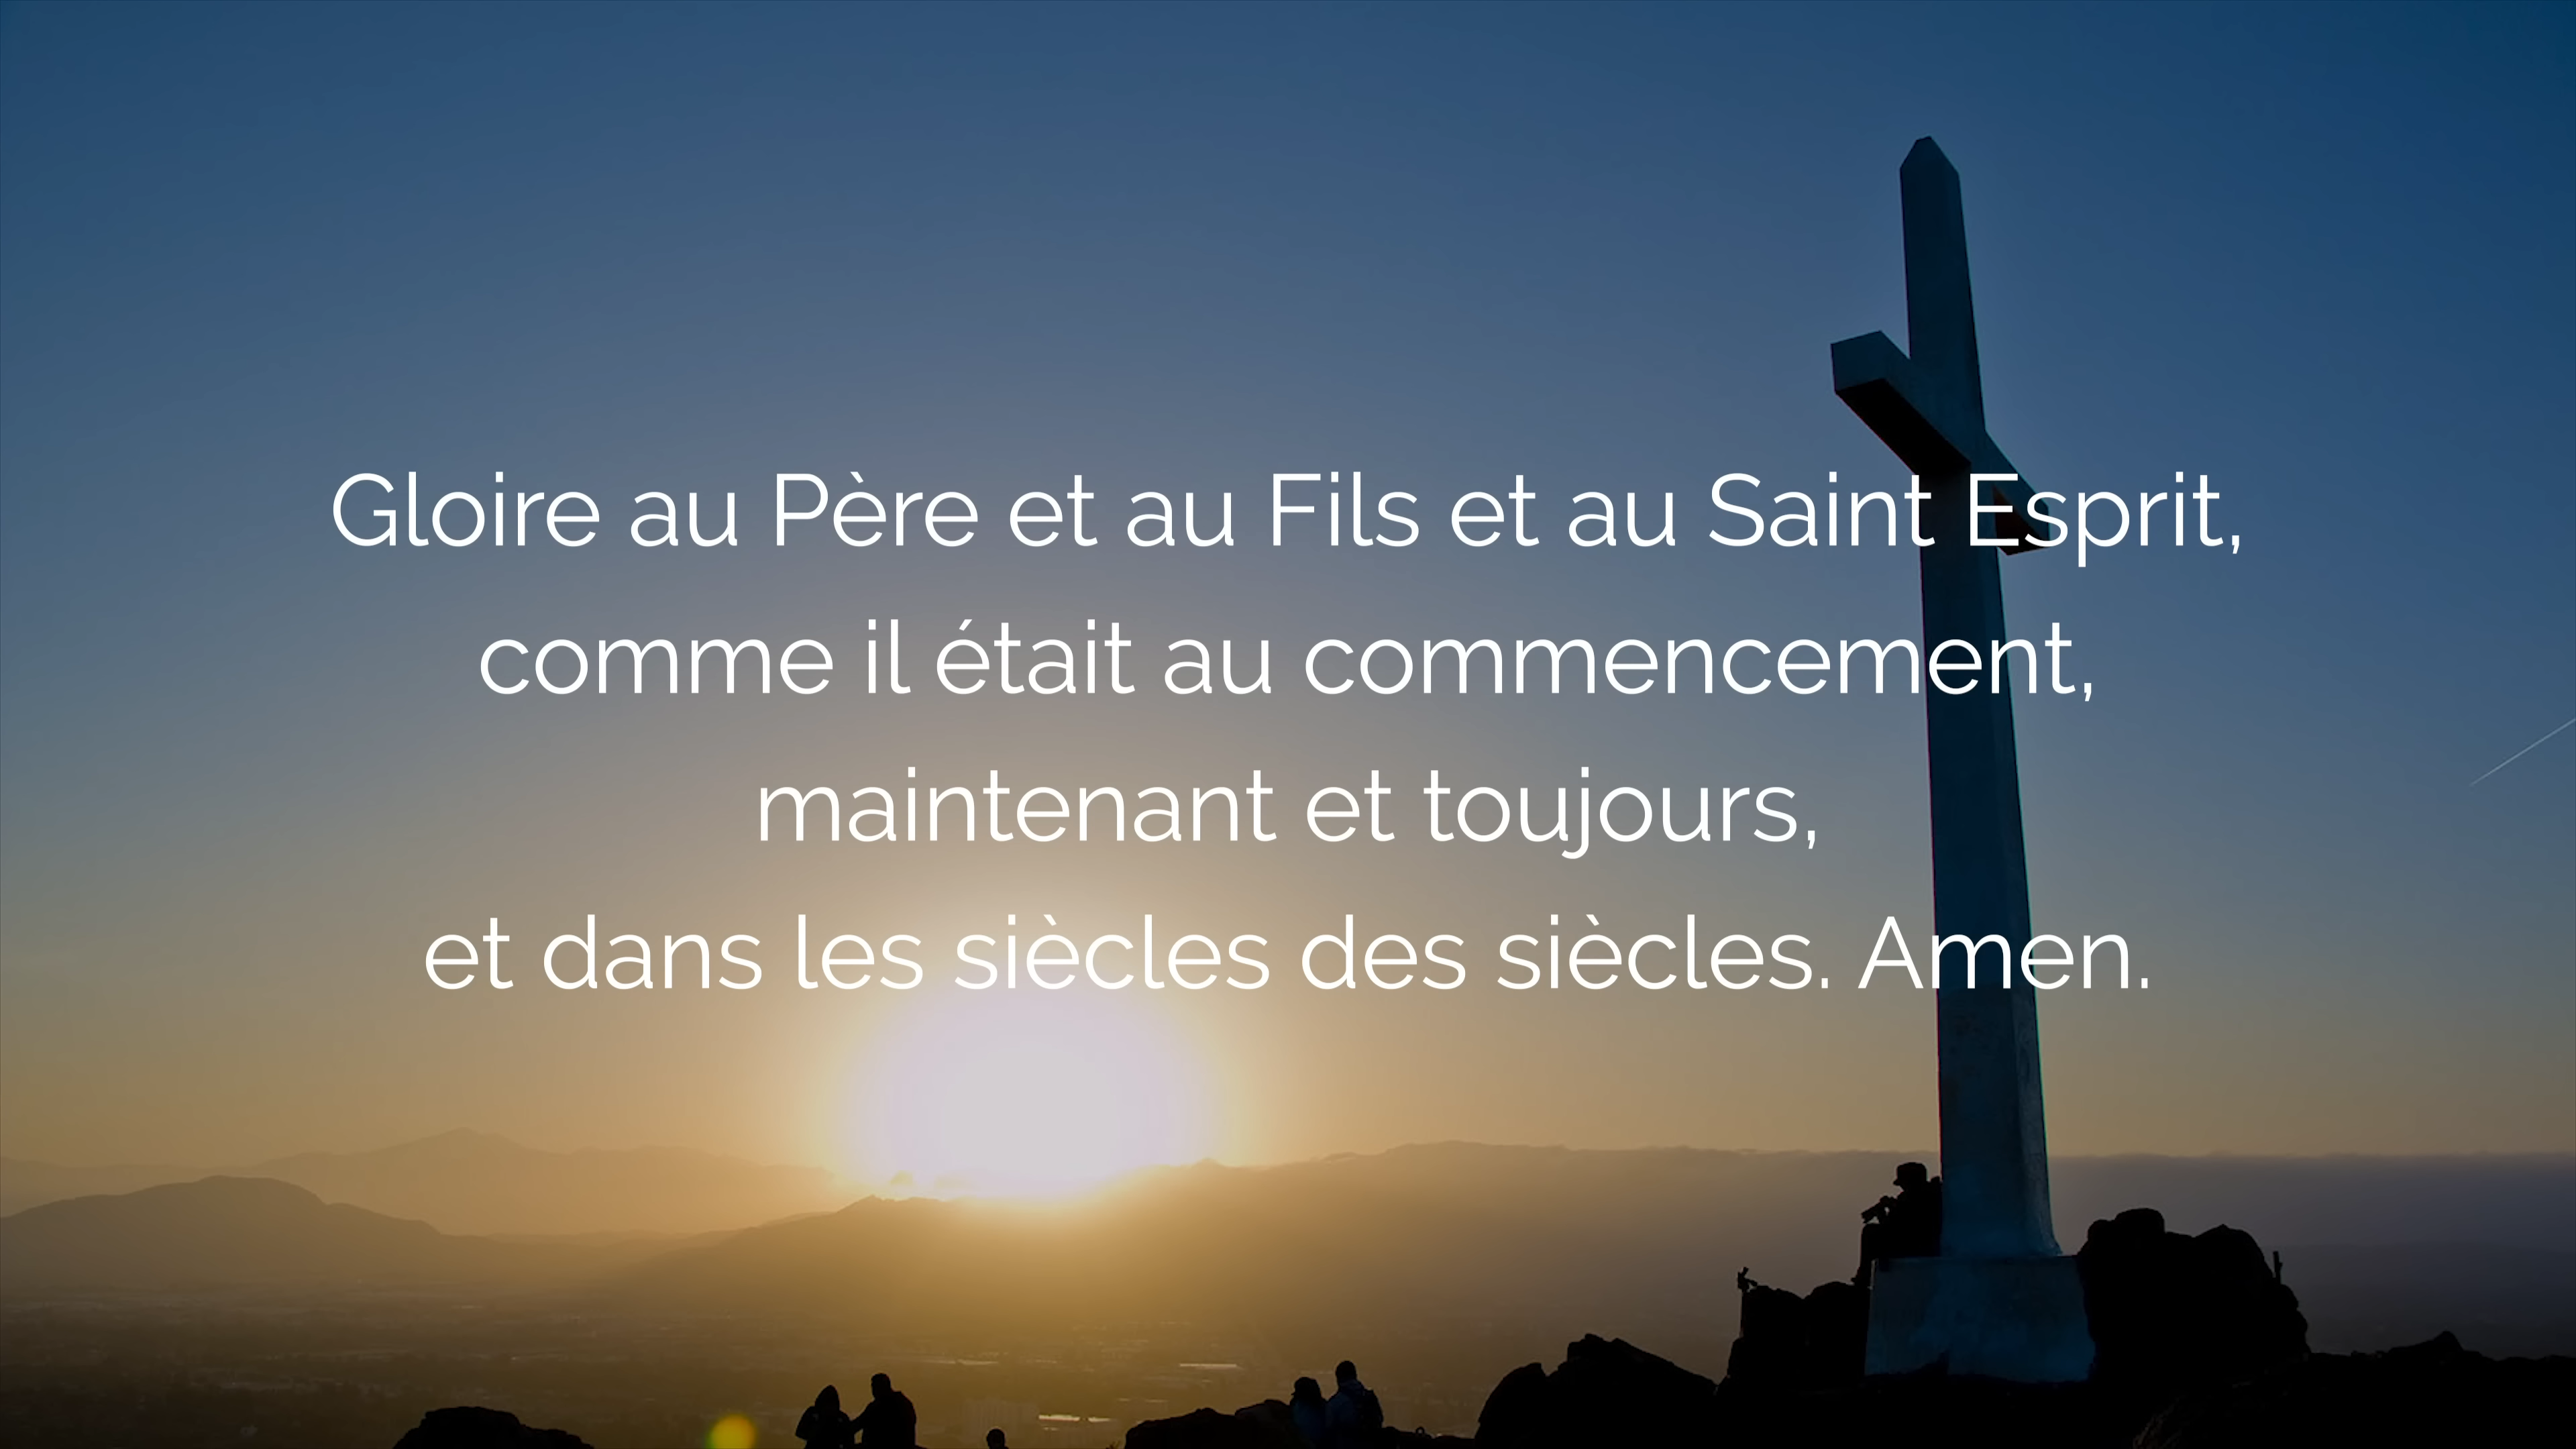 Gloire au Père et au Fils et au Saint Esprit,
comme il était au commencement,
maintenant et toujours,
et dans les siècles des siècles. Amen.